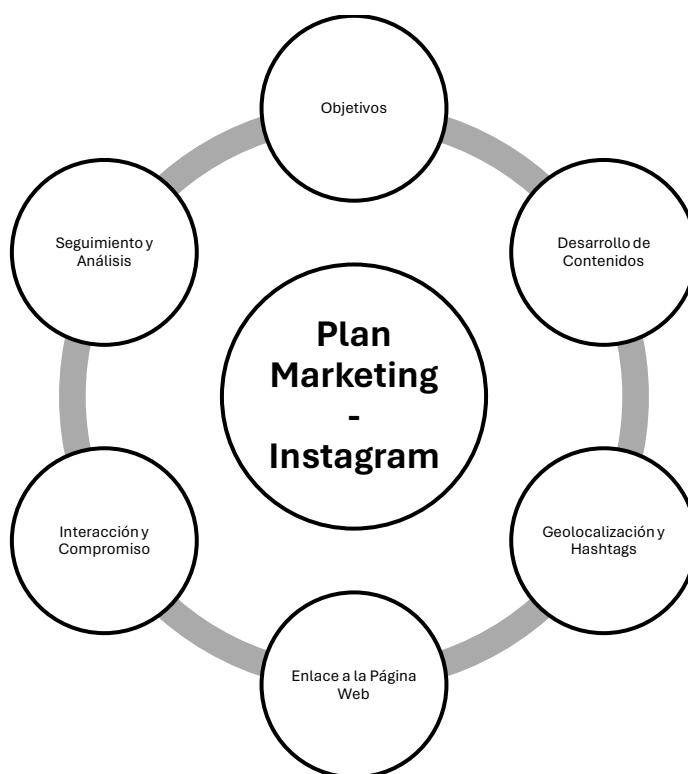 Objetivos
Desarrollo de
Contenidos
Geolocalización y
Hashtags
Enlace a la Página
Web
Interacción y
Compromiso
Seguimiento y
Análisis
Plan
Marketing
-
Instagram